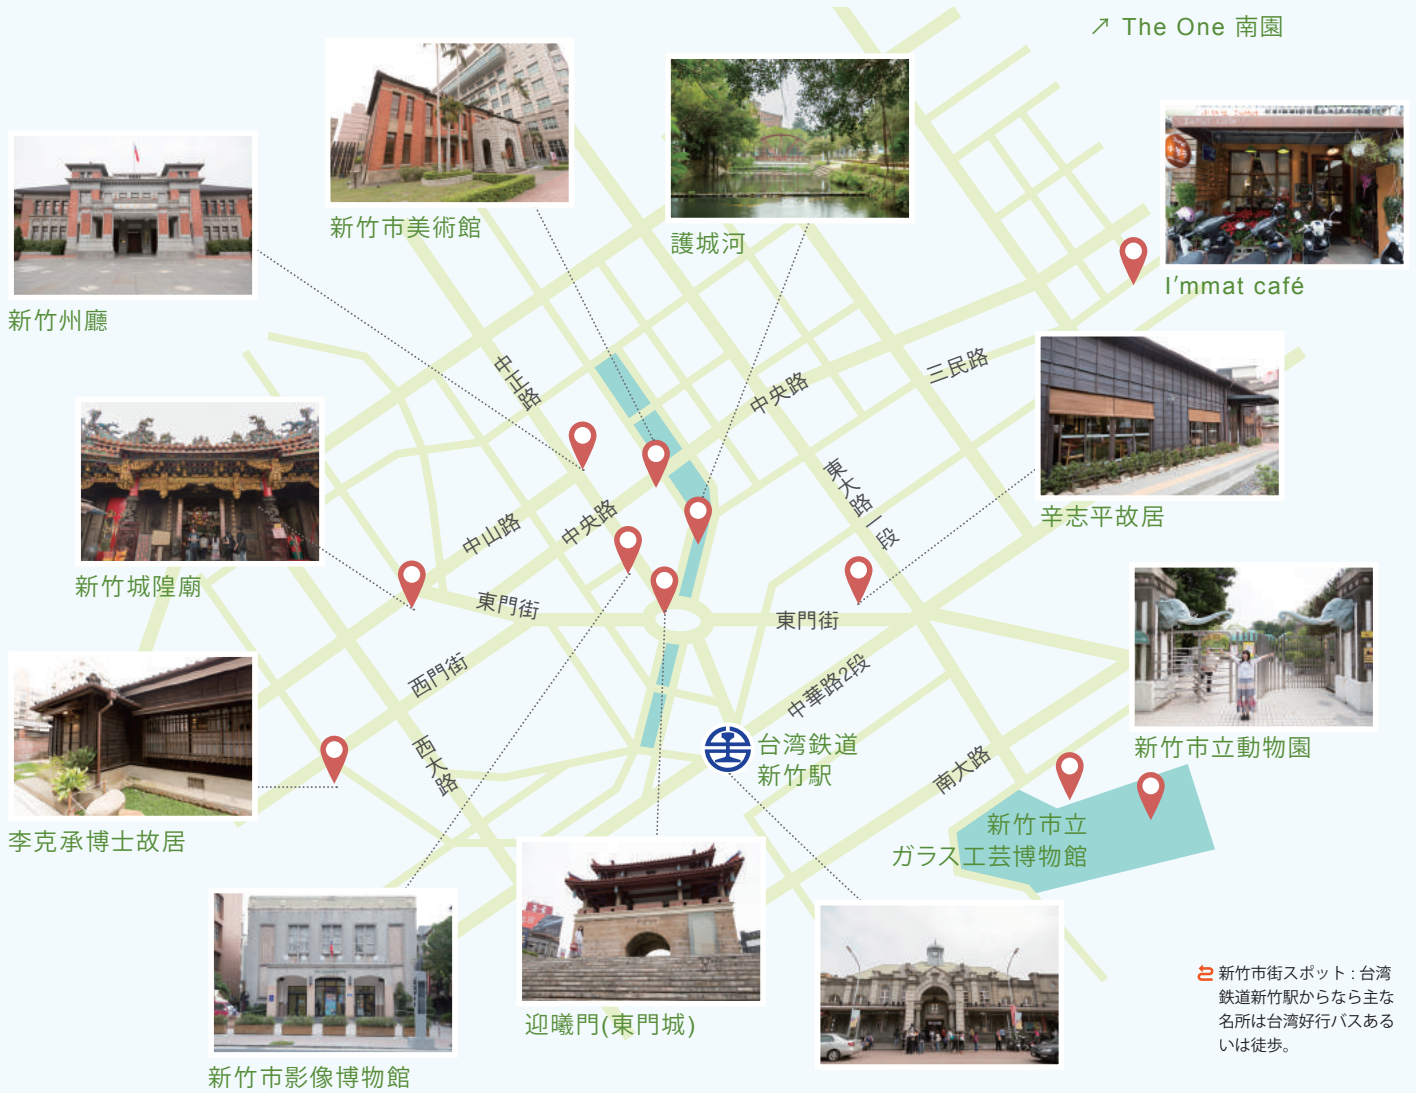 ↗ The One 南園
新竹市美術館
護城河
I'mmat café
新竹州廳
中正路
中央路
三民路
東大路一段
辛志平故居
中山路
中央路
新竹城隍廟
東門街
東門街
西門街
中華路2段
西大路
台湾鉄道
新竹駅
南大路
新竹市立動物園
新竹市立
ガラス工芸博物館
李克承博士故居
迎曦門(東門城)
新竹市影像博物館
新竹市街スポット : 台湾
鉄道新竹駅からなら主な
名所は台湾好行バスある
いは徒歩。